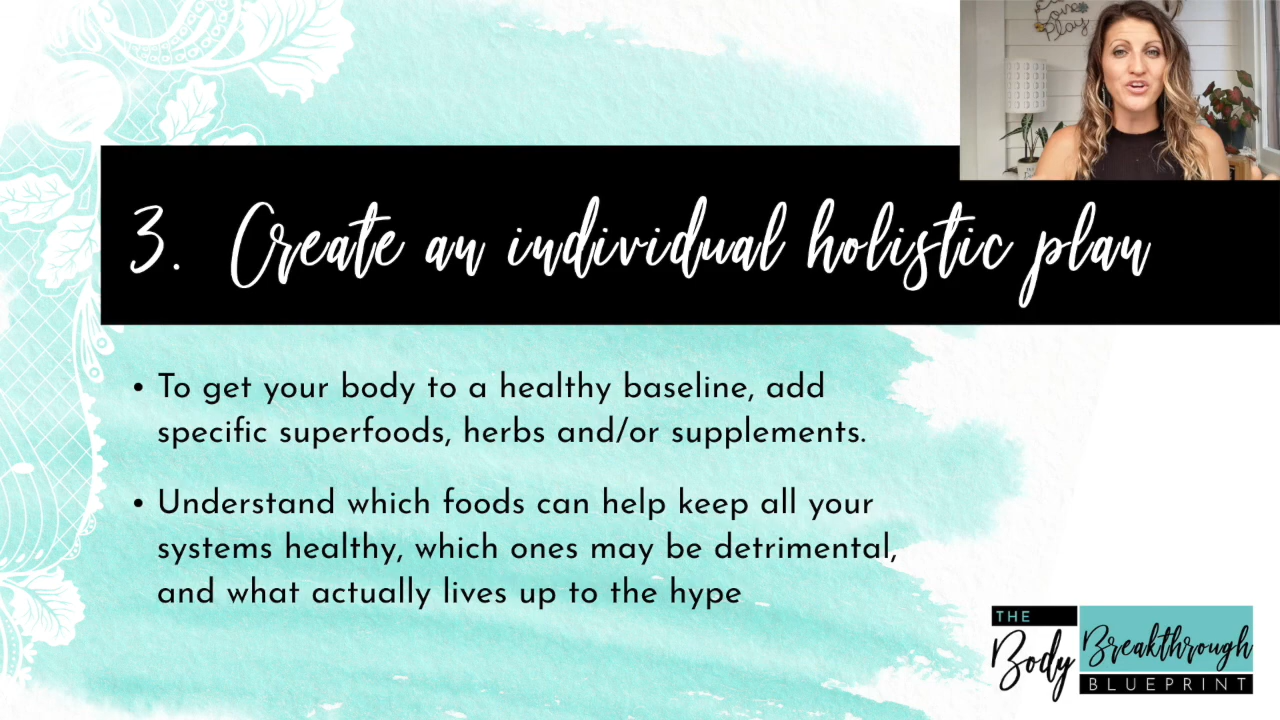 Love
Play
3. Create an individual holistic plan
• To get your body to a healthy baseline, add
specific superfoods, herbs and/or supplements.
• Understand which foods can help keep all your
systems healthy, which ones may be detrimental,
and what actually lives up to the hype
THE
Body Breakthrough
BLUEPRINT